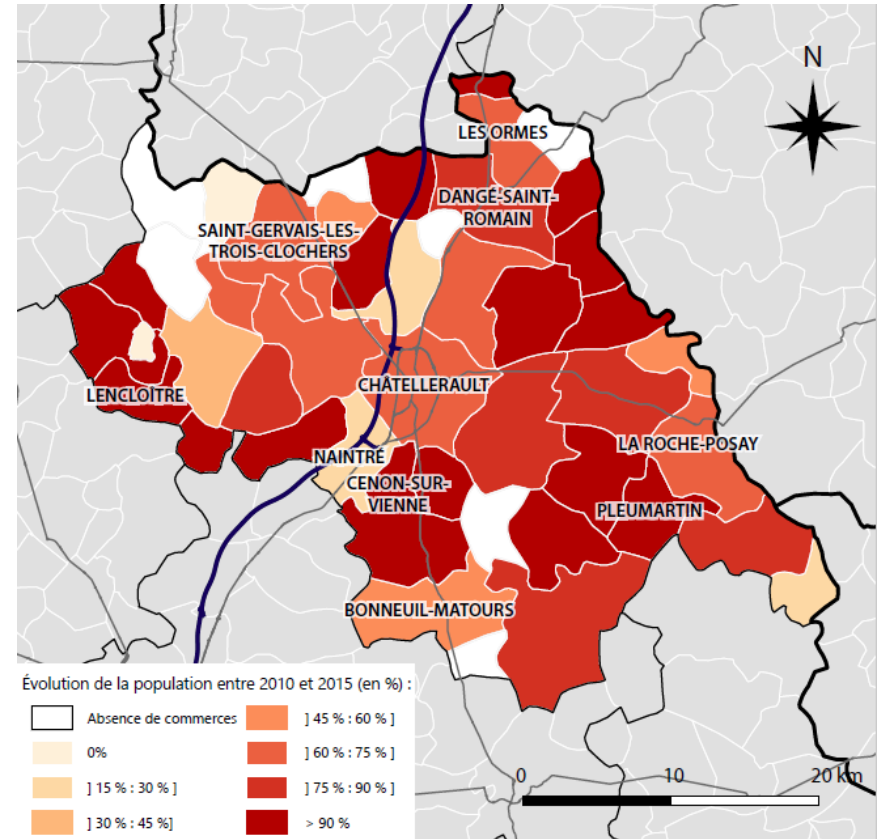 N
LES ORMES
DANGÉ-SAINT-
ROMAIN
SAINT-GERVAIS-LES-
TROIS-CLOCHERS
LENCLOÎTRE
CHÂTELLERAULT
NAINTRÉ
LA ROCHE-POSAY
CENON-SUR-
VIENNE
PLEUMARTIN
BONNEUIL-MATOURS
Évolution de la population entre 2010 et 2015 (en %) :
Absence de commerces
0%
] 15 % : 30 % ]
] 30 % : 45 %]
] 45 % : 60 % ]
] 60 % : 75 % ]
] 75 % : 90 % ]
> 90 %
0 10 20 km